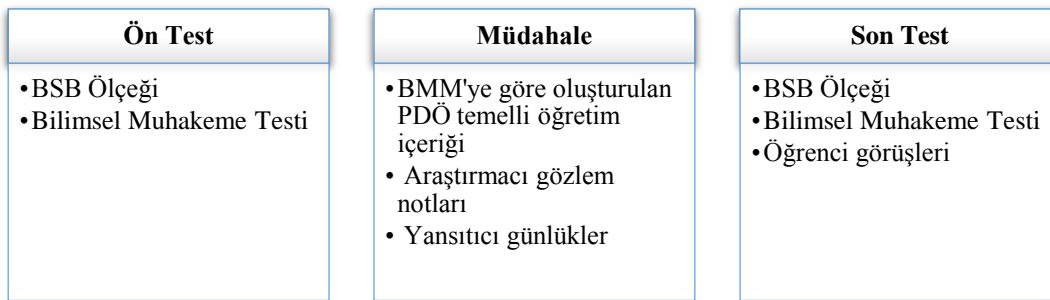 Ön Test
•BSB Ölçeği
•Bilimsel Muhakeme Testi
Müdahale
•BMM'ye göre oluşturulan
PDÖ temelli öğretim
içeriği
• Araştırmacı gözlem
notları
• Yansıtıcı günlükler
Son Test
•BSB Ölçeği
•Bilimsel Muhakeme Testi
•Öğrenci görüşleri